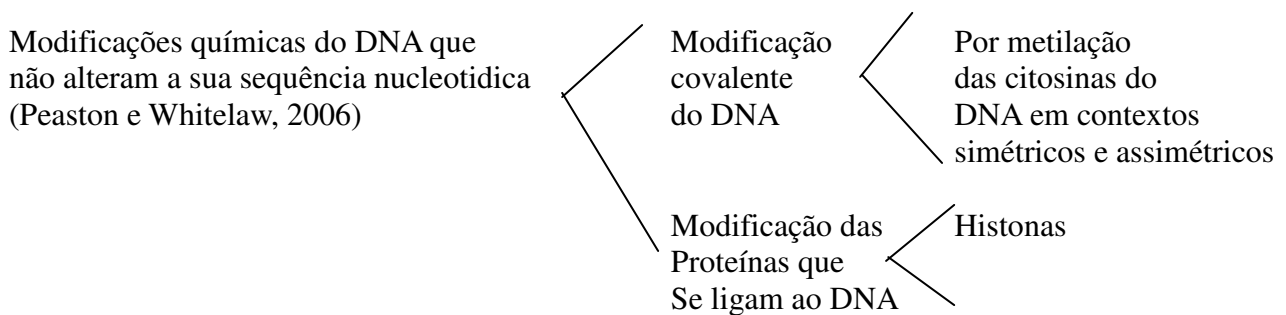 Modificações químicas do DNA que
não alteram a sua sequência nucleotidica
(Peaston e Whitelaw, 2006)
Modificação
covalente
do DNA
Por metilação
das citosinas do
DNA em contextos
simétricos e assimétricos
Modificação das
Proteínas que
Se ligam ao DNA
Histonas